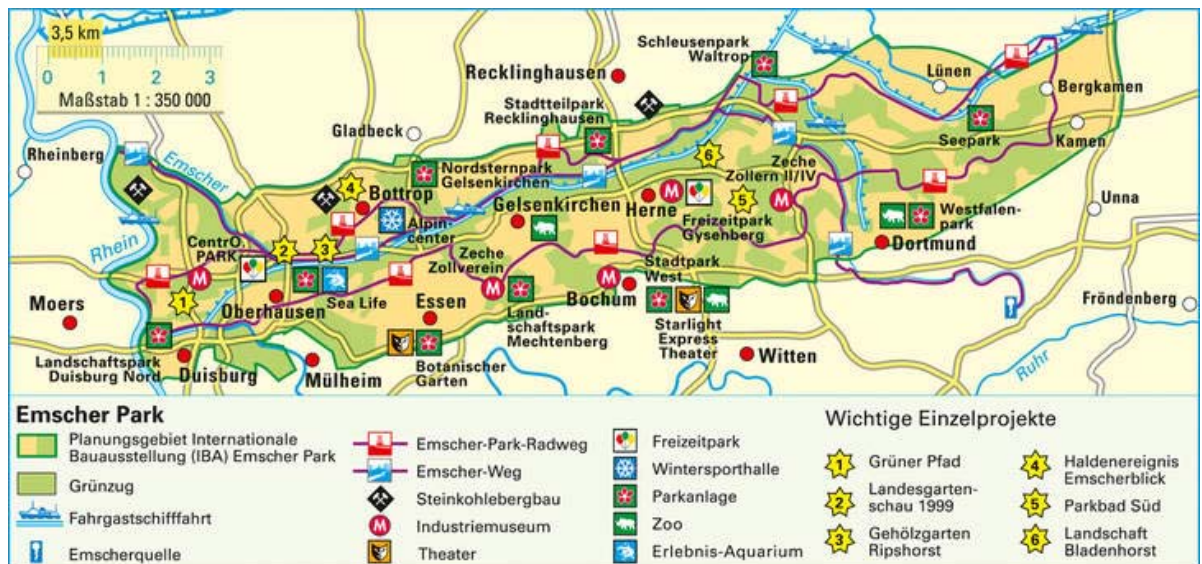 3,5 km
0 1 2 3
Maßstab 1 : 350 000
Schleusenpark
Waltrop
Recklinghausen
Stadtteilpark
Recklinghausen
Lünen
Bergkamen
Gladbeck
Rheinberg
Emscher
Nordsternpark
Gelsenkirchen
Seepark
Kamen
4
Bottrop
6
Zeche
Zollern II/IV
Unna
Gelsenkirchen
Herne
M
5
M
Rhein
CentrO.
PARK
2
3
Alpin-
center
Freizeitpark
Gysenberg
Westfalen-
park
Dortmund
M
1
Zeche
Zollverein
M
Stadtpark
West
Moers
Oberhausen
Sea Life
Essen
Bochum
M
Fröndenberg
Land-
schaftspark
Mechtenberg
Starlight
Express
Theater
Witten
Landschaftspark
Duisburg Nord
Duisburg
Mülheim
Botanischer
Garten
Ruhr
Emscher Park
Planungsgebiet Internationale
Bauausstellung (IBA) Emscher Park
Grünzug
Fahrgastschifffahrt
Emscherquelle
Emscher-Park-Radweg
Emscher-Weg
Steinkohlebergbau
M Industriemuseum
Theater
Freizeitpark
Wintersporthalle
Parkanlage
Zoo
Erlebnis-Aquarium
Wichtige Einzelprojekte
1 Grüner Pfad
2 Landesgarten-
schau 1999
3 Gehölzgarten
Ripshorst
4 Haldenereignis
Emscherblick
5 Parkbad Süd
6 Landschaft
Bladenhorst